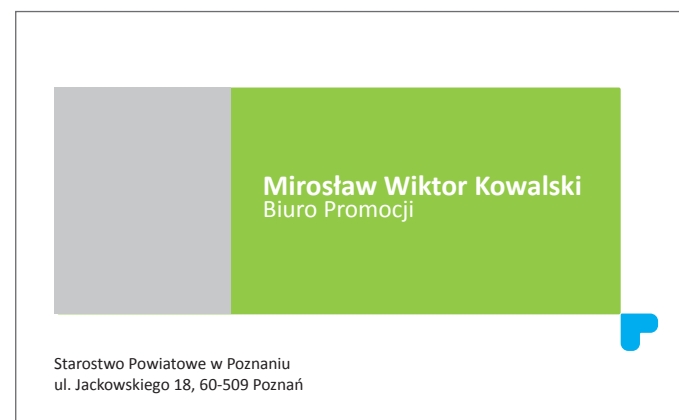 Mirosław Wiktor Kowalski
Biuro Promocji
Starostwo Powiatowe w Poznaniu
ul. Jackowskiego 18, 60-509 Poznań